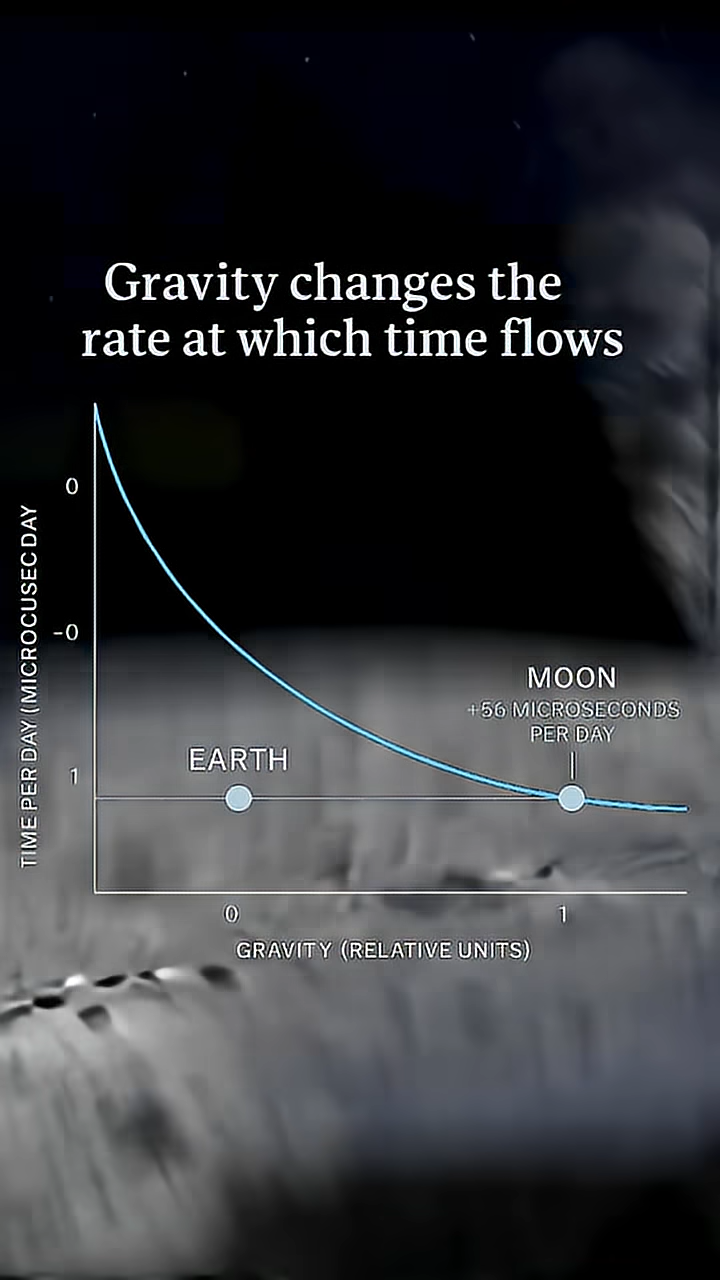 Gravity changes the
rate at which time flows
0
-0
1
TIME PER DAY ((MICROCUSEC DAY
MOON
+56 MICROSECONDS
PER DAY
EARTH
0
1
GRAVITY (RELATIVE UNITS)